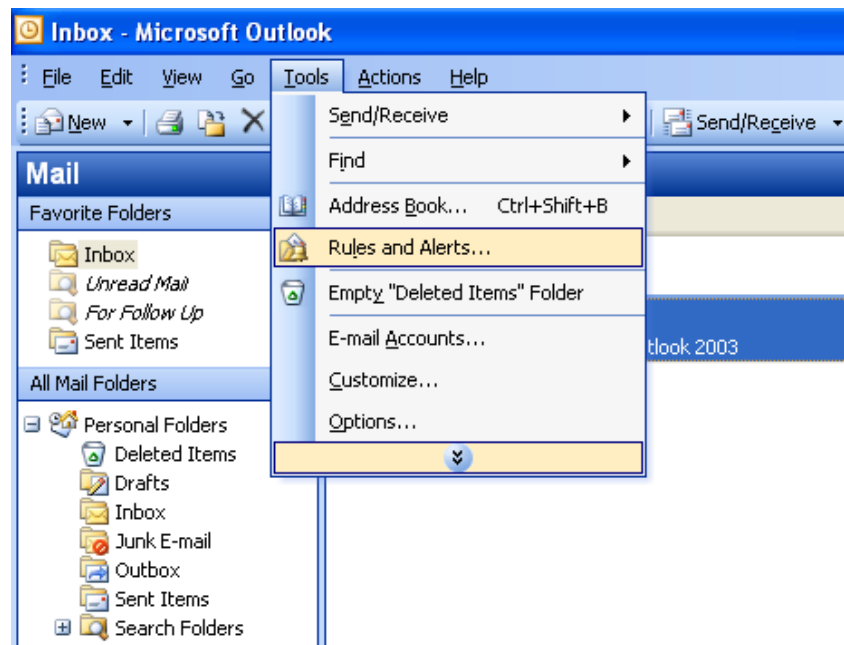 Inbox - Microsoft Outlook
File Edit View Go Tools Actions Help
New Send/Receive
Mail
Favorite Folders
Inbox
Unread Mail
For Follow Up
Sent Items
All Mail Folders
Personal Folders
Deleted Items
Drafts
Inbox
Junk E-mail
Outbox
Sent Items
Search Folders
Send/Receive
Find
Address Book... Ctrl+Shift+B
Rules and Alerts...
Empty "Deleted Items" Folder
E-mail Accounts...
Customize...
Options...
tlook 2003